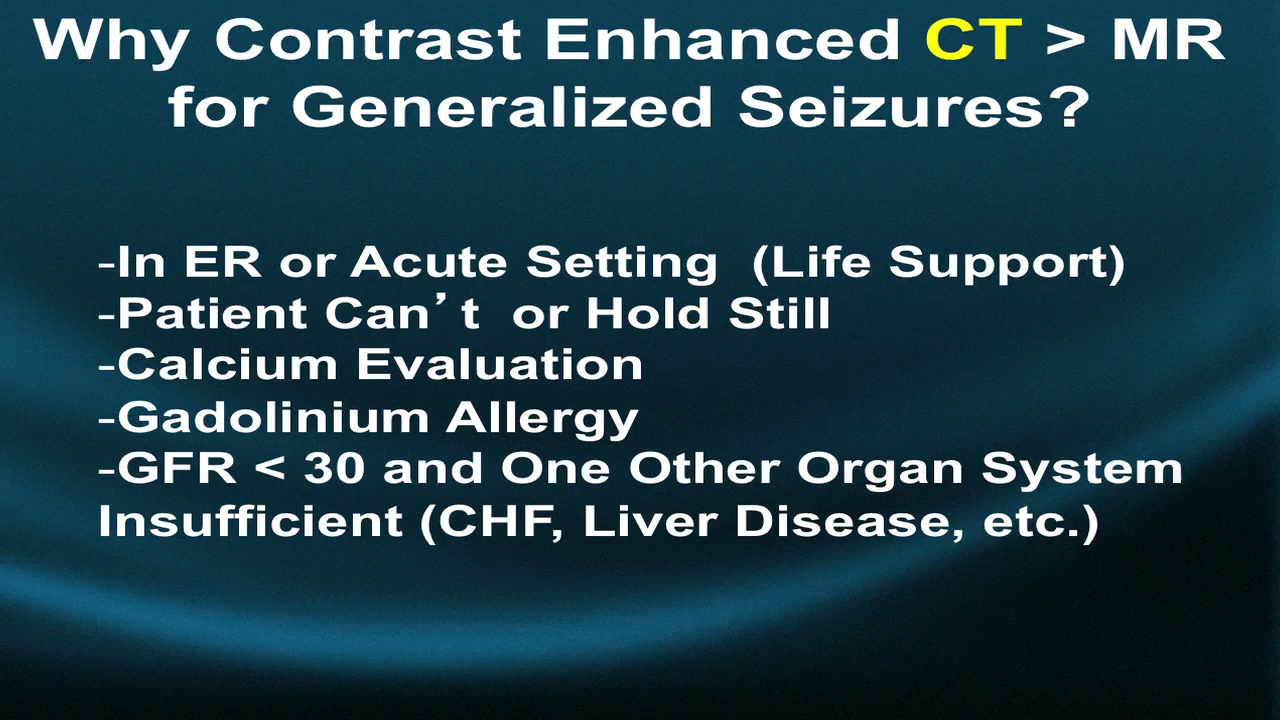 Why Contrast Enhanced CT > MR
for Generalized Seizures?
-In ER or Acute Setting  (Life Support)
-Patient Can’t  or Hold Still
-Calcium Evaluation
-Gadolinium Allergy
-GFR < 30 and One Other Organ System
Insufficient (CHF, Liver Disease, etc.)